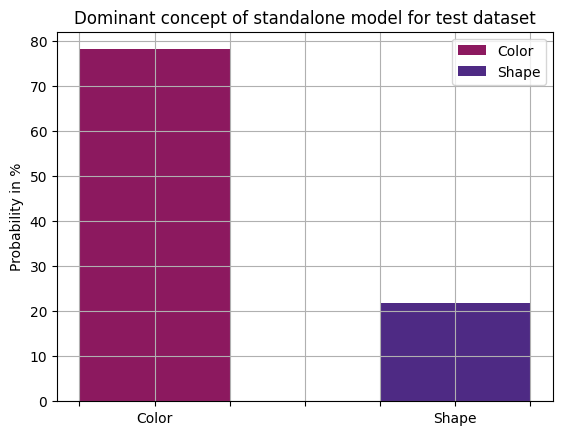 Dominant concept of standalone model for test dataset
80
70
60
50
40
30
20
10
0
Probability in %
Color
Shape
Color
Shape